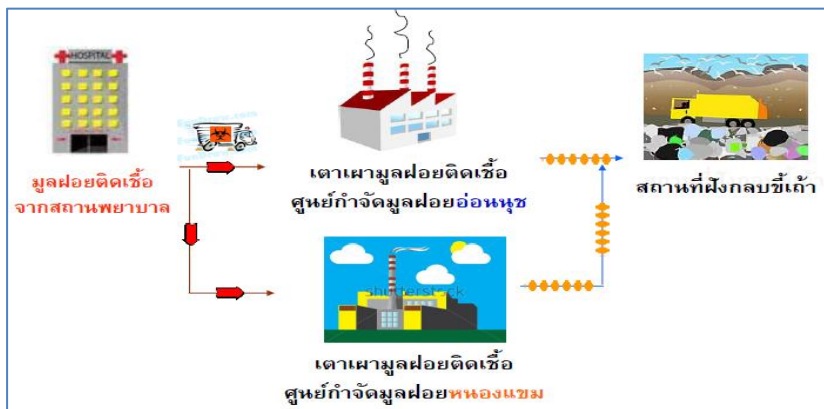 HOSPITAL
มูลฝอยติดเชื้อ
จากสถานพยาบาล
เตาเผามูลฝอยติดเชื้อ
ศูนย์กำจัดมูลฝอยอ่อนนุช
สถานที่ฝังกลบขี้เถ้า
shutterstock
เตาเผามูลฝอยติดเชื้อ
ศูนย์กำจัดมูลฝอยหนองแขม